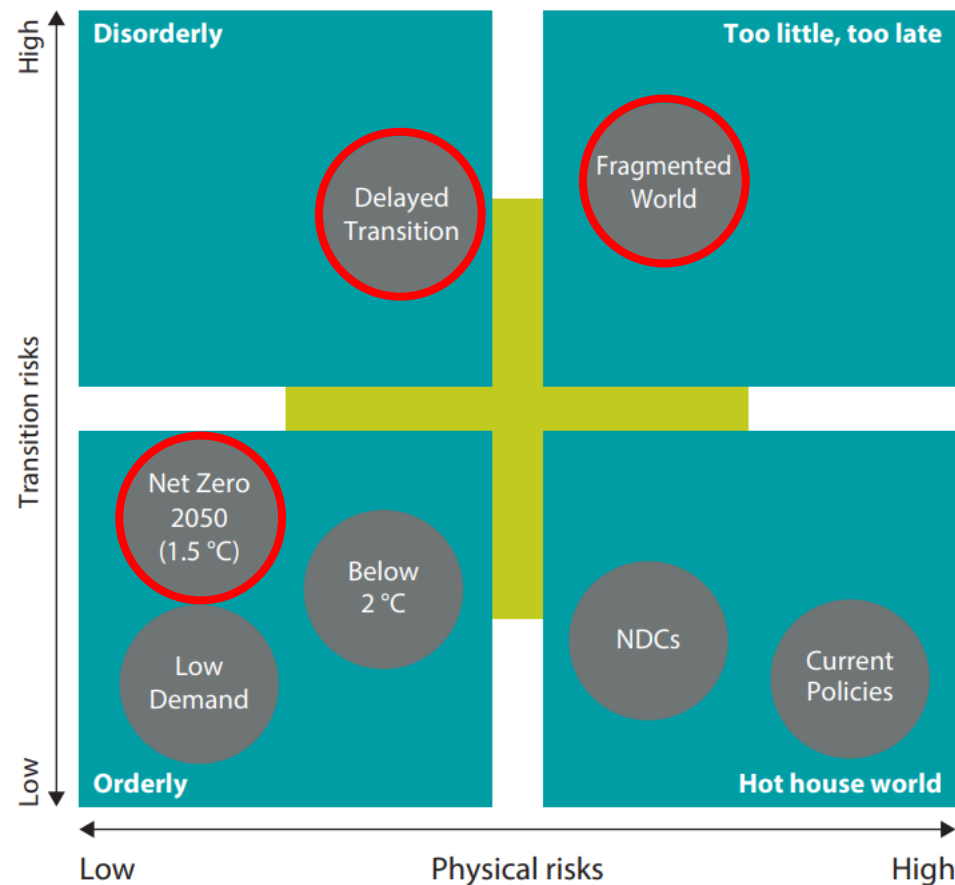 High
Disorderly
Too little, too late
Fragmented
World
Delayed
Transition
Transition risks
Net Zero
2050
(1.5 °C)
Below
2 °C
NDCs
Low
Demand
Current
Policies
Low
Orderly
Hot house world
Low
Physical risks
High